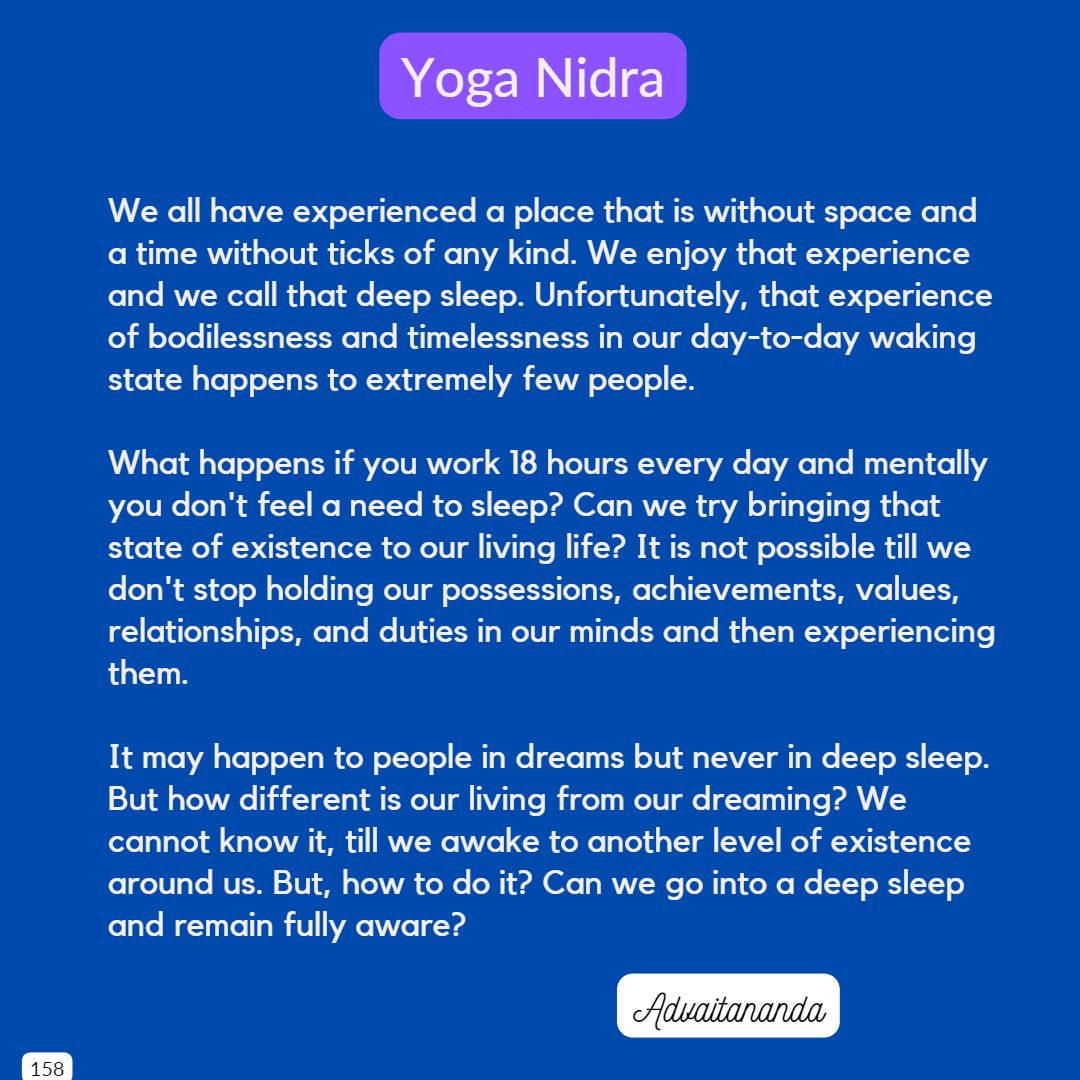 Yoga Nidra
We all have experienced a place that is without space and
a time without ticks of any kind. We enjoy that experience
and we call that deep sleep. Unfortunately, that experience
of bodilessness and timelessness in our day-to-day waking
state happens to extremely few people.
What happens if you work 18 hours every day and mentally
you don't feel a need to sleep? Can we try bringing that
state of existence to our living life? It is not possible till we
don't stop holding our possessions, achievements, values,
relationships, and duties in our minds and then experiencing
them.
It may happen to people in dreams but never in deep sleep.
But how different is our living from our dreaming? We
cannot know it, till we awake to another level of existence
around us. But, how to do it? Can we go into a deep sleep
and remain fully aware?
Advaitananda
158